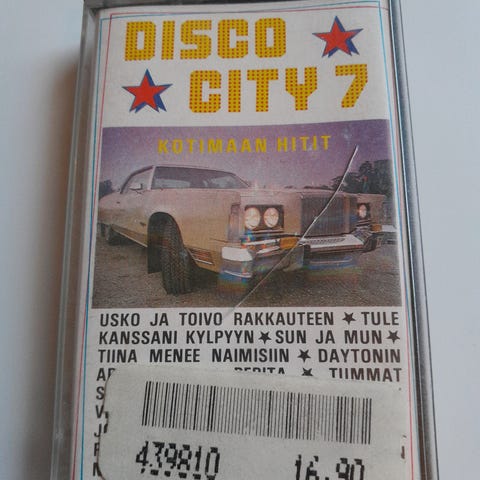 DISCO
CITY 7
KOTIMAAN HITIT
USKO JA TOIVO RAKKAUTEEN ★ TULE
KANSSANI KYLPYYN ★ SUN JA MUN ★
TIINA MENEE NAIMISIIN ★ DAYTONIN
★ TUMMAT
439810 16.90